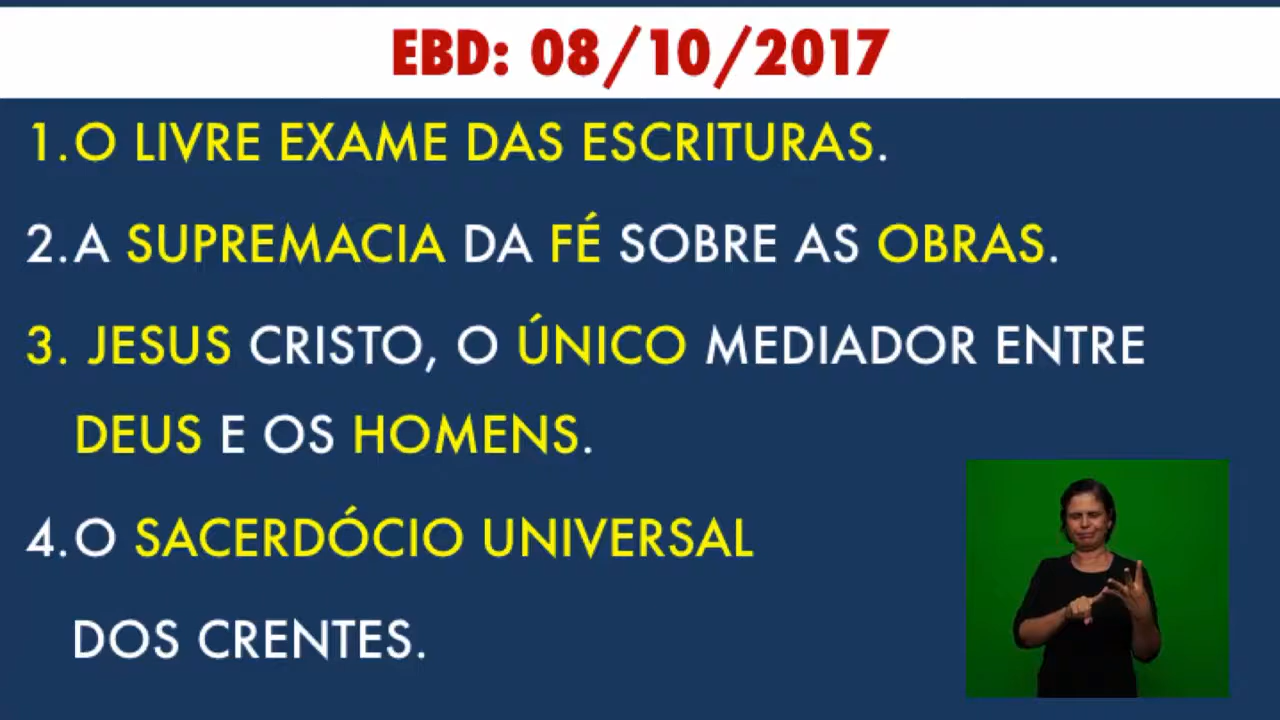 EBD: 08/10/2017
1.O LIVRE EXAME DAS ESCRITURAS.
2.A SUPREMACIA DA FÉ SOBRE AS OBRAS.
3. JESUS CRISTO, O ÚNICO MEDIADOR ENTRE
DEUS E OS HOMENS.
4.O SACERDÓCIO UNIVERSAL
DOS CRENTES.